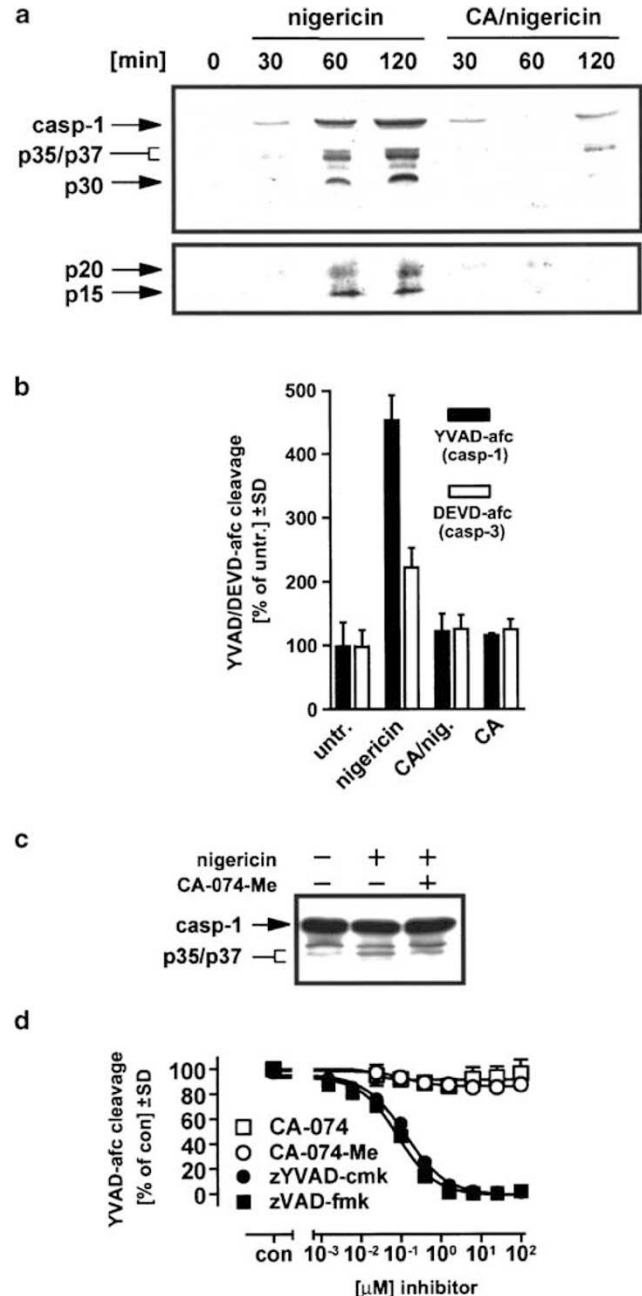 a
nigericin CA/nigericin
[min] 0 30 60 120 30 60 120
casp-1
p35/p37
p30
p20
p15
b
YVAD/DEVD-afc cleavage
[% of untr.] ±SD
500
400
300
200
100
0
YVAD-afc
(casp-1)
DEVD-afc
(casp-3)
untr.
nigericin
CA/nig.
CA
c
nigericin − + +
CA-074-Me − − +
casp-1
p35/p37
d
YVAD-afc cleavage
[% of con] ±SD
100
80
60
40
20
0
CA-074
CA-074-Me
zYVAD-cmk
zVAD-fmk
con 10⁻³ 10⁻² 10⁻¹ 10⁰ 10¹ 10²
[µM] inhibitor